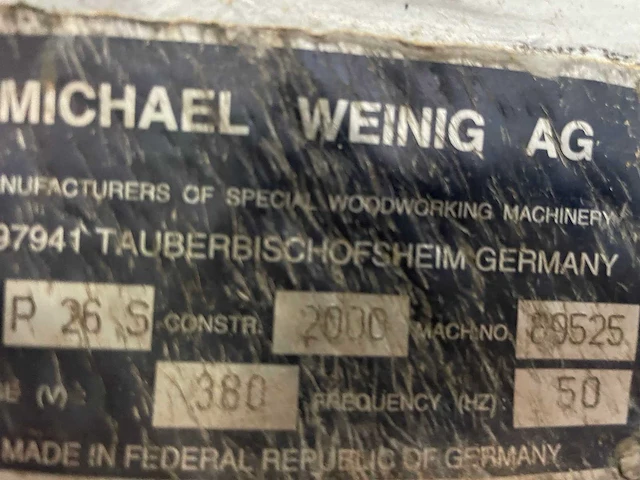 MICHAEL WEINIG AG
NUFACTURERS OF SPECIAL WOODWORKING MACHINERY
97941 TAUBERBISCHOFSHEIM GERMANY
P 26 S CONSTR. 2000 MACH.NO. 89525
(V) 380 FREQUENCY (HZ) 50
MADE IN FEDERAL REPUBLIC OF GERMANY